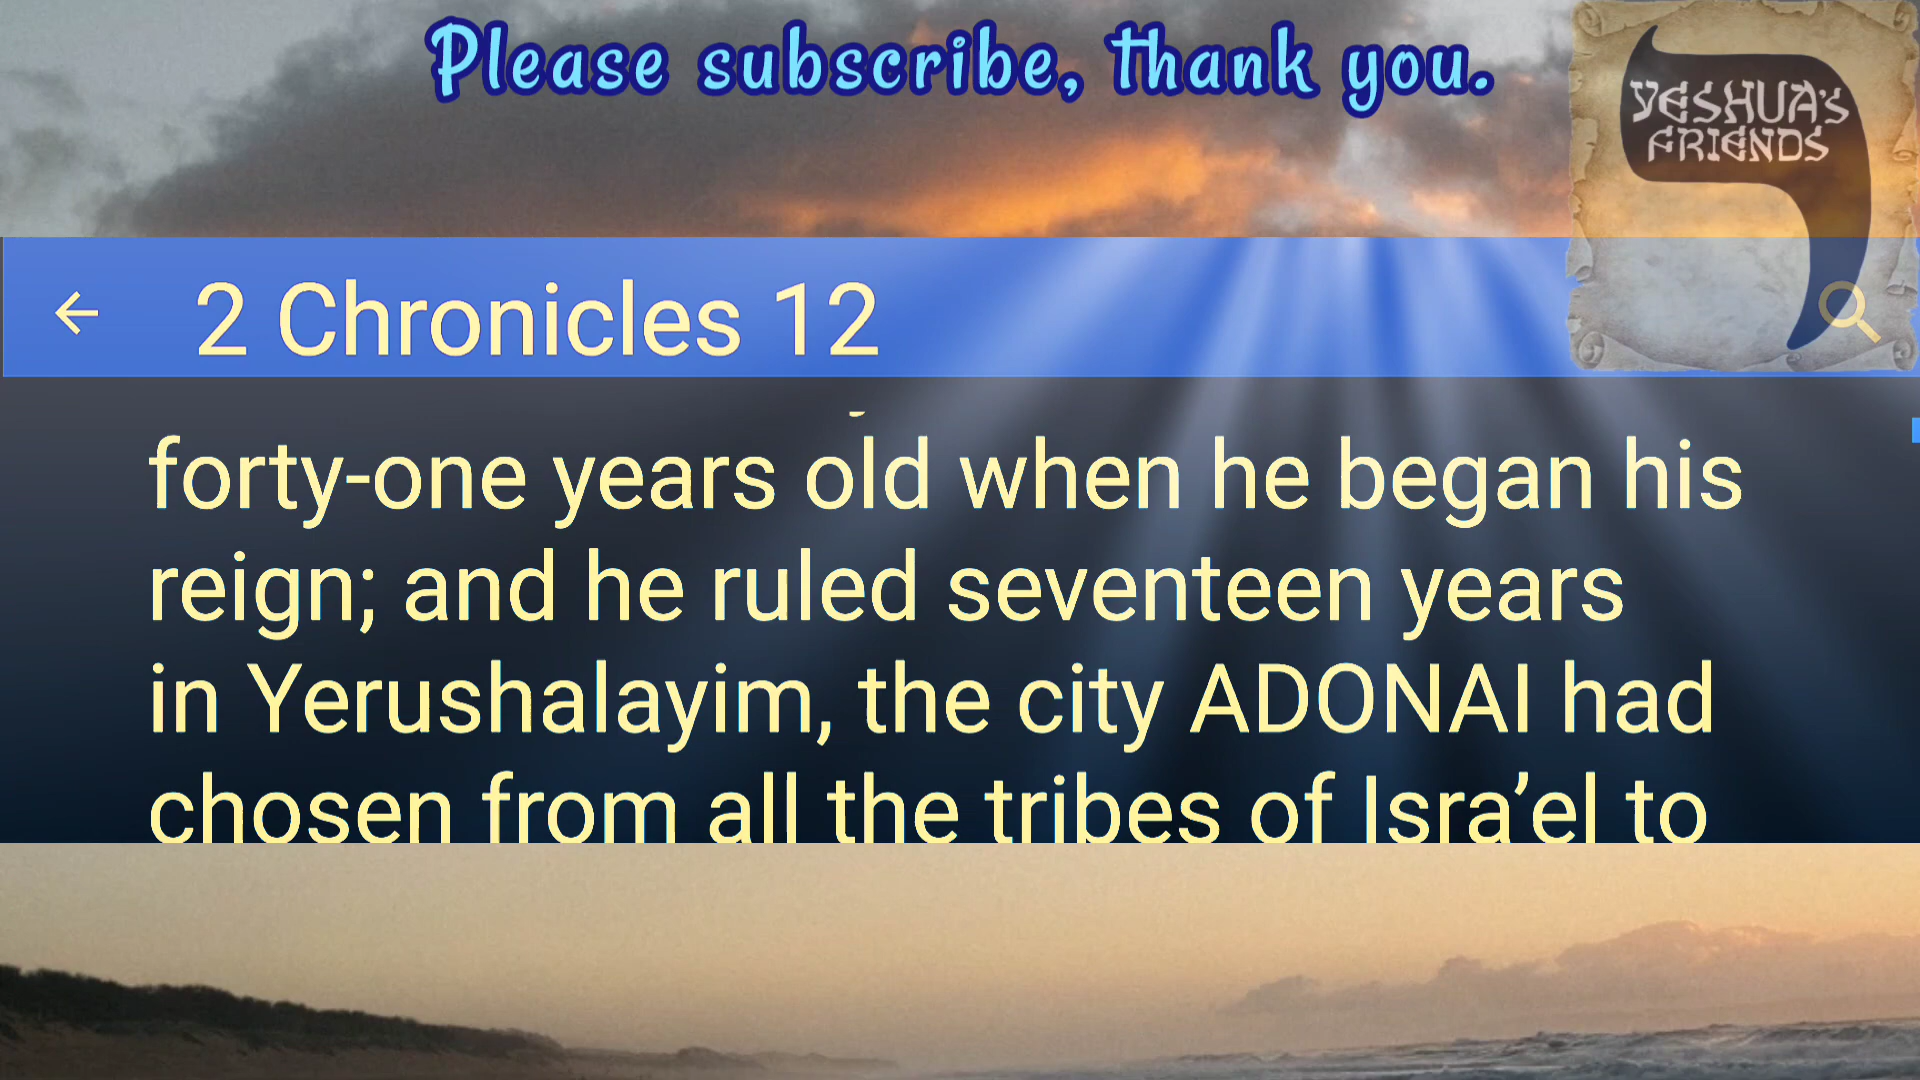 Please subscribe, thank you.
YESHUA'S
FRIENDS
2 Chronicles 12
forty-one years old when he began his
reign; and he ruled seventeen years
in Yerushalayim, the city ADONAI had
chosen from all the tribes of Isra’el to